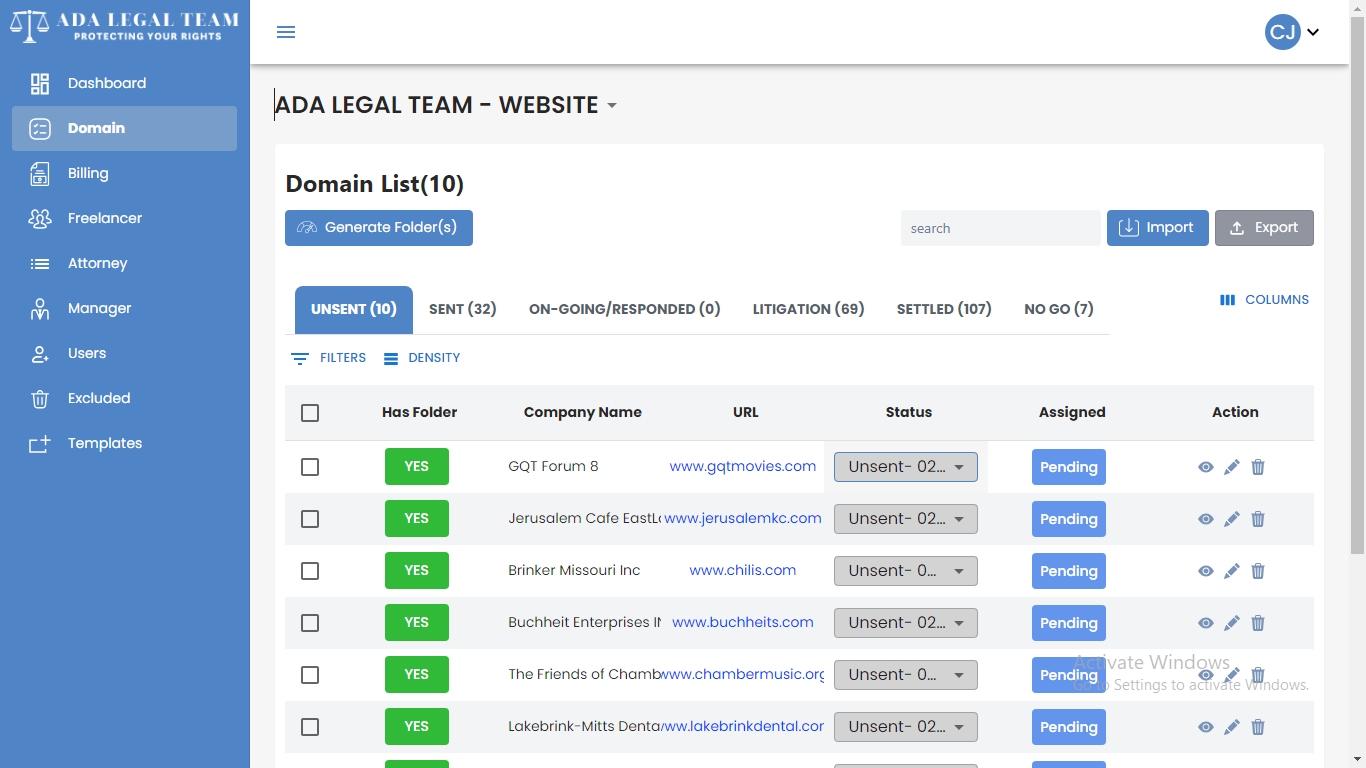 ADA LEGAL TEAM
PROTECTING YOUR RIGHTS
CJ
Dashboard
Domain
Billing
Freelancer
Attorney
Manager
Users
Excluded
Templates
ADA LEGAL TEAM - WEBSITE
Domain List(10)
Generate Folder(s)
search
Import
Export
UNSENT (10)
SENT (32)
ON-GOING/RESPONDED (0)
LITIGATION (69)
SETTLED (107)
NO GO (7)
COLUMNS
FILTERS
DENSITY
Has Folder Company Name URL Status Assigned Action
YES GQT Forum 8 www.gqtmovies.com Unsent- 02... Pending
YES Jerusalem Cafe EastL www.jerusalemkc.com Unsent- 02... Pending
YES Brinker Missouri Inc www.chilis.com Unsent- 0... Pending
YES Buchheit Enterprises I www.buchheits.com Unsent- 02... Pending
YES The Friends of Chamb www.chambermusic.org Unsent- 0... Pending
YES Lakebrink-Mitts Denta ww.lakebrinkdental.cor Unsent- 02... Pending
Activate Windows
Go to Settings to activate Windows.